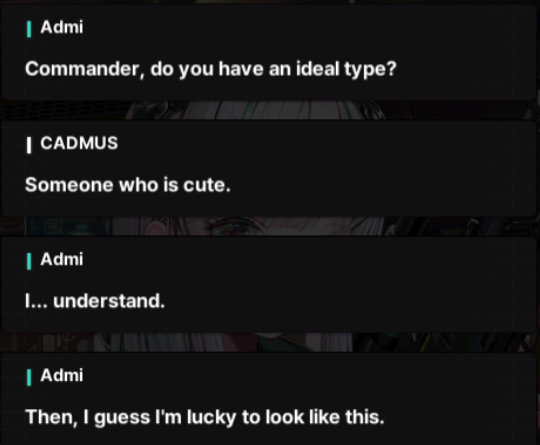 Admi
Commander, do you have an ideal type?
CADMUS
Someone who is cute.
Admi
I... understand.
Admi
Then, I guess I'm lucky to look like this.